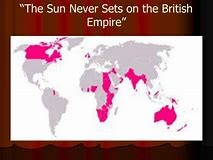 “The Sun Never Sets on the British
Empire”